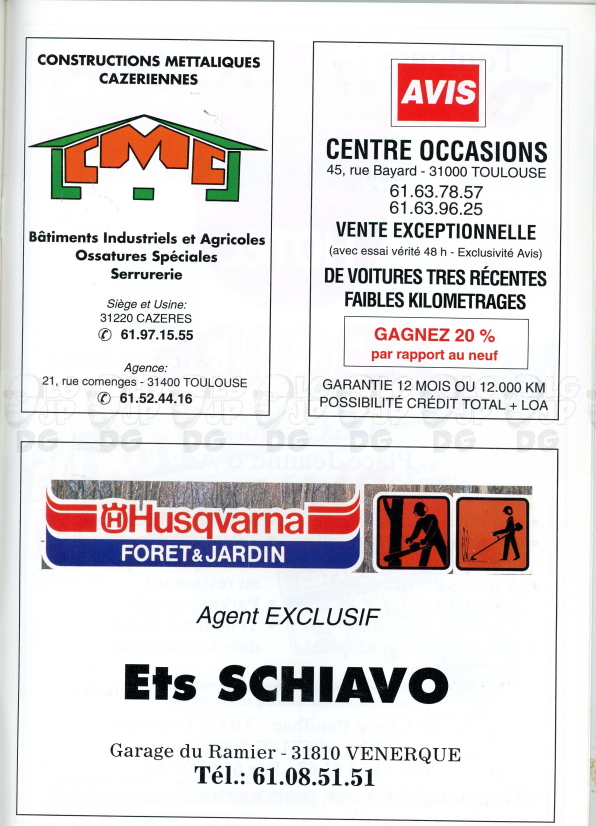 CONSTRUCTIONS METTALIQUES
CAZERIENNES
CMC
Bâtiments Industriels et Agricoles
Ossatures Spéciales
Serrurerie
Siège et Usine:
31220 CAZERES
✆ 61.97.15.55
Agence:
21, rue comenges - 31400 TOULOUSE
✆ 61.52.44.16
AVIS
CENTRE OCCASIONS
45, rue Bayard - 31000 TOULOUSE
61.63.78.57
61.63.96.25
VENTE EXCEPTIONNELLE
(avec essai vérité 48 h - Exclusivité Avis)
DE VOITURES TRES RÉCENTES
FAIBLES KILOMETRAGES
GAGNEZ 20 %
par rapport au neuf
GARANTIE 12 MOIS OU 12.000 KM
POSSIBILITÉ CRÉDIT TOTAL + LOA
Husqvarna
FORET & JARDIN
Agent EXCLUSIF
Ets SCHIAVO
Garage du Ramier - 31810 VENERQUE
Tél.: 61.08.51.51